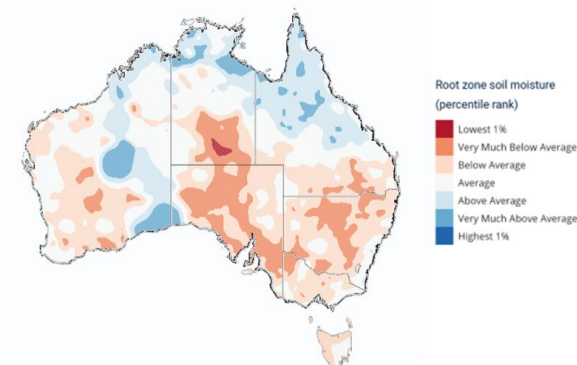 Root zone soil moisture
(percentile rank)
Lowest 1%
Very Much Below Average
Below Average
Average
Above Average
Very Much Above Average
Highest 1%